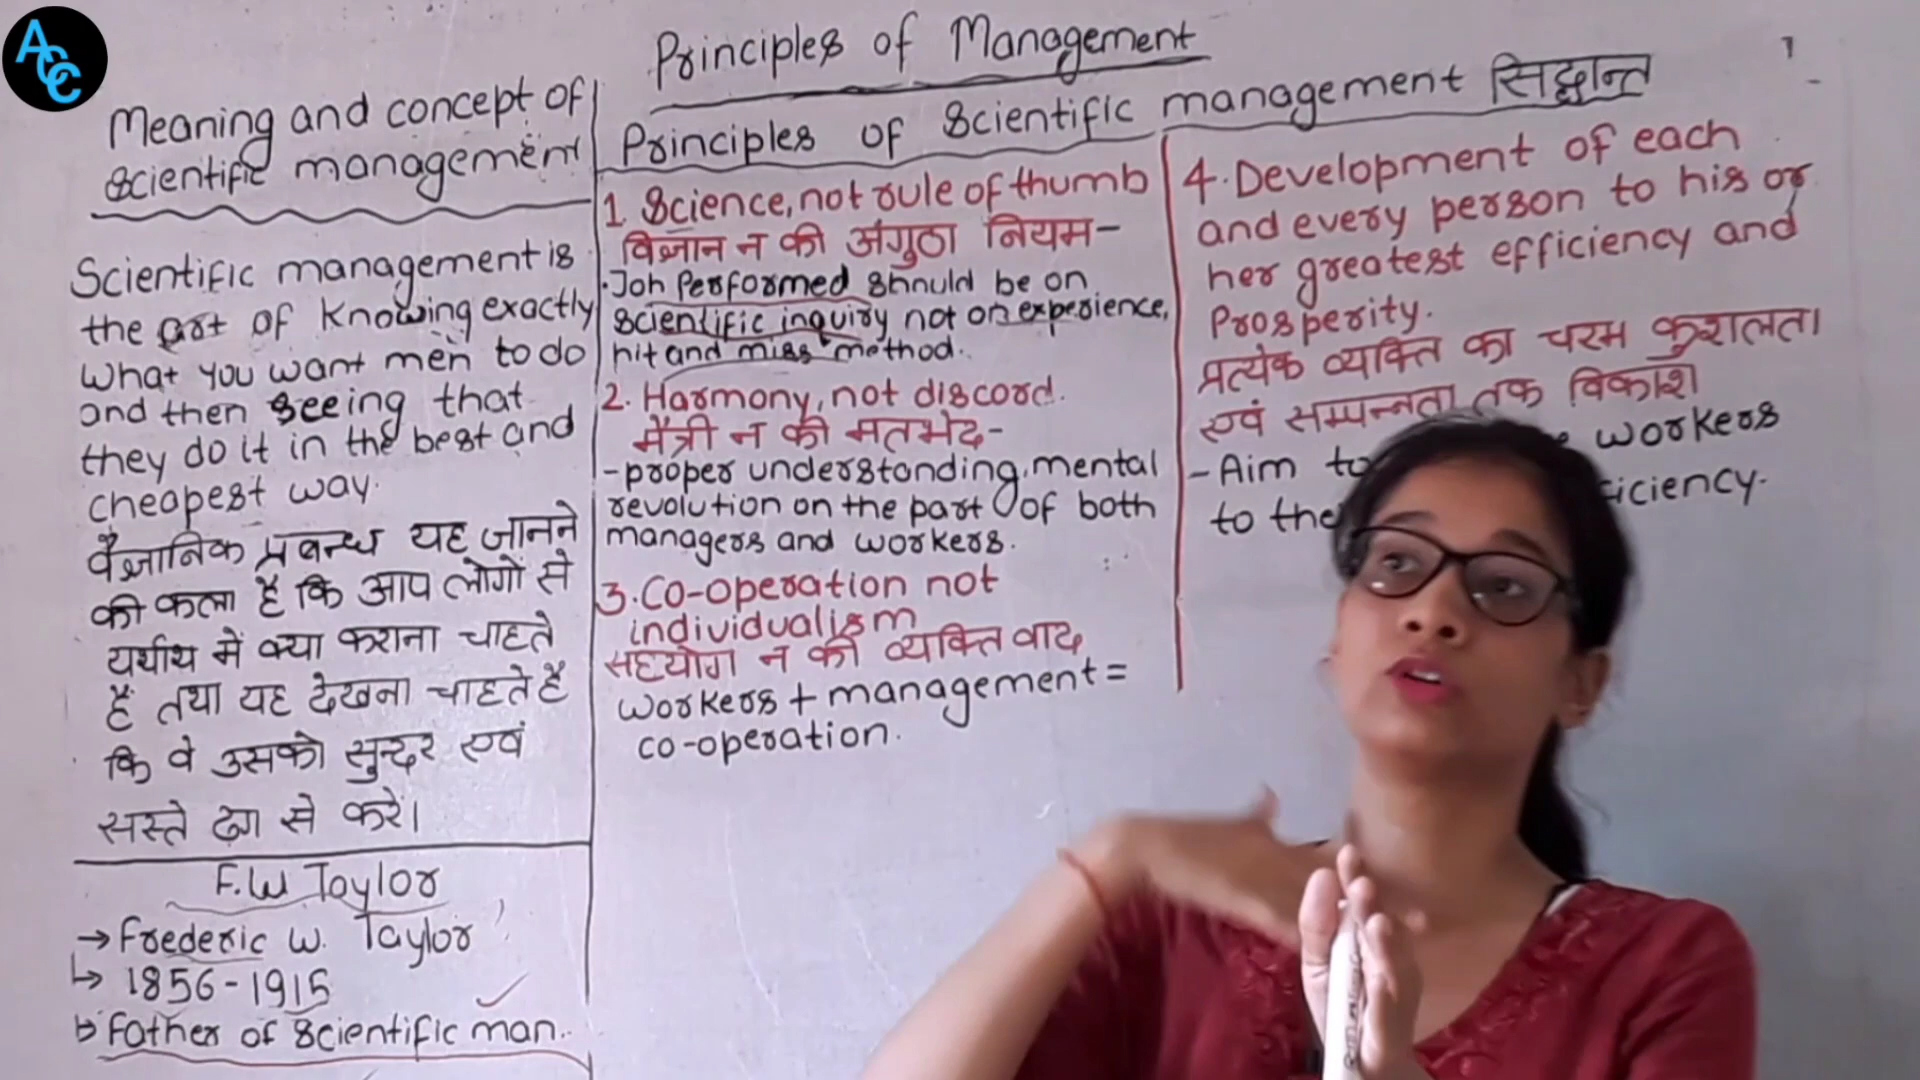 ACC
Principles of Management
Meaning and concept of
scientific management
Scientific management is
the art of knowing exactly
what you want men to do
and then seeing that
they do it in the best and
cheapest way.
वैज्ञानिक प्रबन्ध यह जानने
की कला है कि आप लोगों से
यर्थाथ में क्या कराना चाहते
हैं तथा यह देखना चाहते हैं
कि वे उसको सुन्दर एवं
सस्ते ढंग से करें।
F.W Taylor
→ Frederic W. Taylor
↳ 1856-1915
↳ Father of Scientific man..
Principles of Scientific management सिद्धान्त
1. Science, not rule of thumb
विज्ञान न की अंगुठा नियम-
·Job Performed should be on
scientific inquiry not on experience,
hit and miss method.
2. Harmony, not discord.
मैत्री न की मतभेद-
-proper understanding, mental
revolution on the part of both
managers and workers.
3. Co-operation not
individualism
सहयोग न की व्यक्ति वाद
workers + management =
co-operation.
4. Development of each
and every person to his or
her greatest efficiency and
Prosperity.
प्रत्येक व्यक्ति का चरम कुशलता
एवं सम्पन्नता तक विकाश
- Aim to workers
to the iciency.